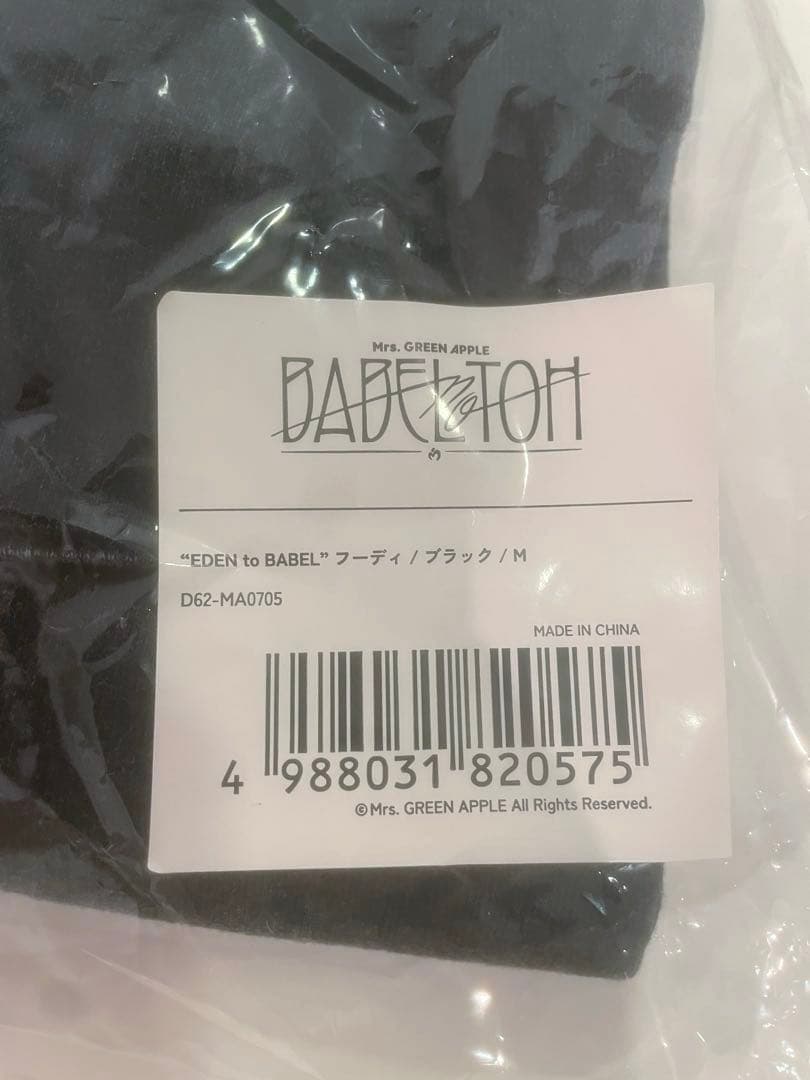 Mrs. GREEN APPLE
BABEL no TOH
“EDEN to BABEL” フーディ / ブラック / M
D62-MA0705
MADE IN CHINA
4 988031 820575
©Mrs. GREEN APPLE All Rights Reserved.